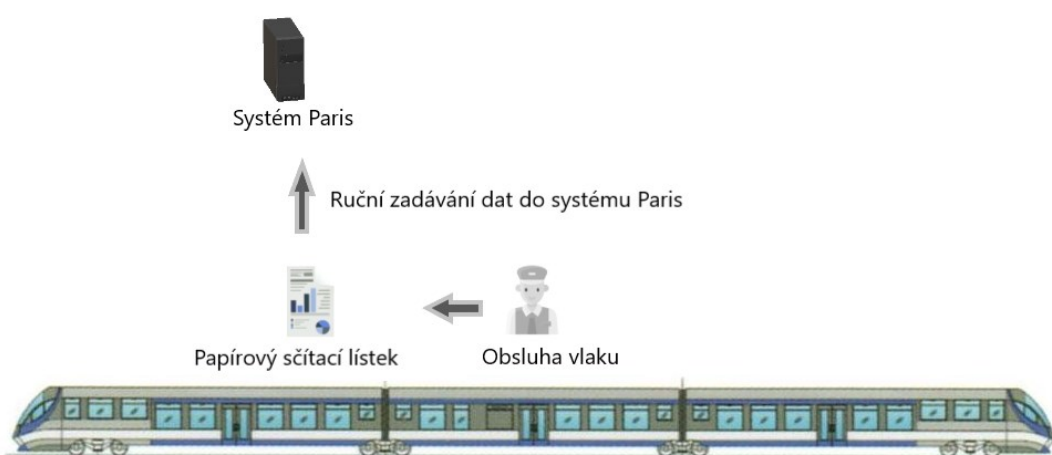 Systém Paris
Ruční zadávání dat do systému Paris
Papírový sčítací lístek
Obsluha vlaku